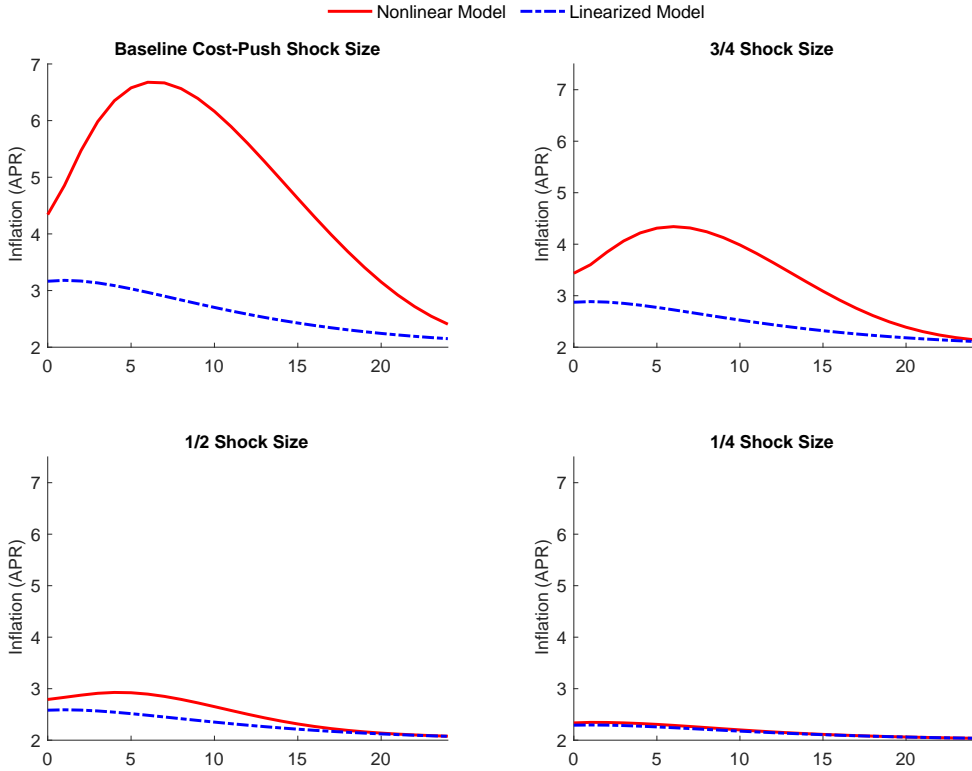 Nonlinear Model Linearized Model
Baseline Cost-Push Shock Size
7
6
5
4
3
2
Inflation (APR)
0 5 10 15 20
3/4 Shock Size
7
6
5
4
3
2
Inflation (APR)
0 5 10 15 20
1/2 Shock Size
7
6
5
4
3
2
Inflation (APR)
0 5 10 15 20
1/4 Shock Size
7
6
5
4
3
2
Inflation (APR)
0 5 10 15 20